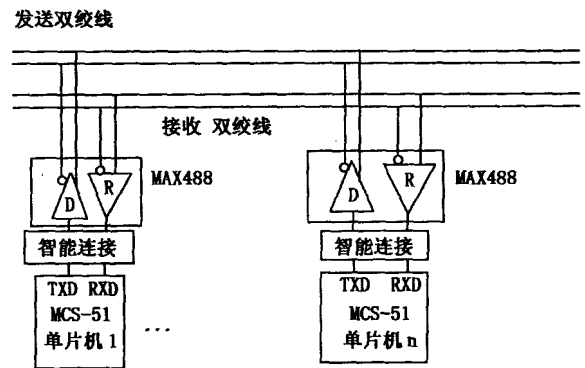 发送双绞线
接收 双绞线
D
R
MAX488
智能连接
TXD RXD
MCS-51
单片机 1
...
D
R
MAX488
智能连接
TXD RXD
MCS-51
单片机 n